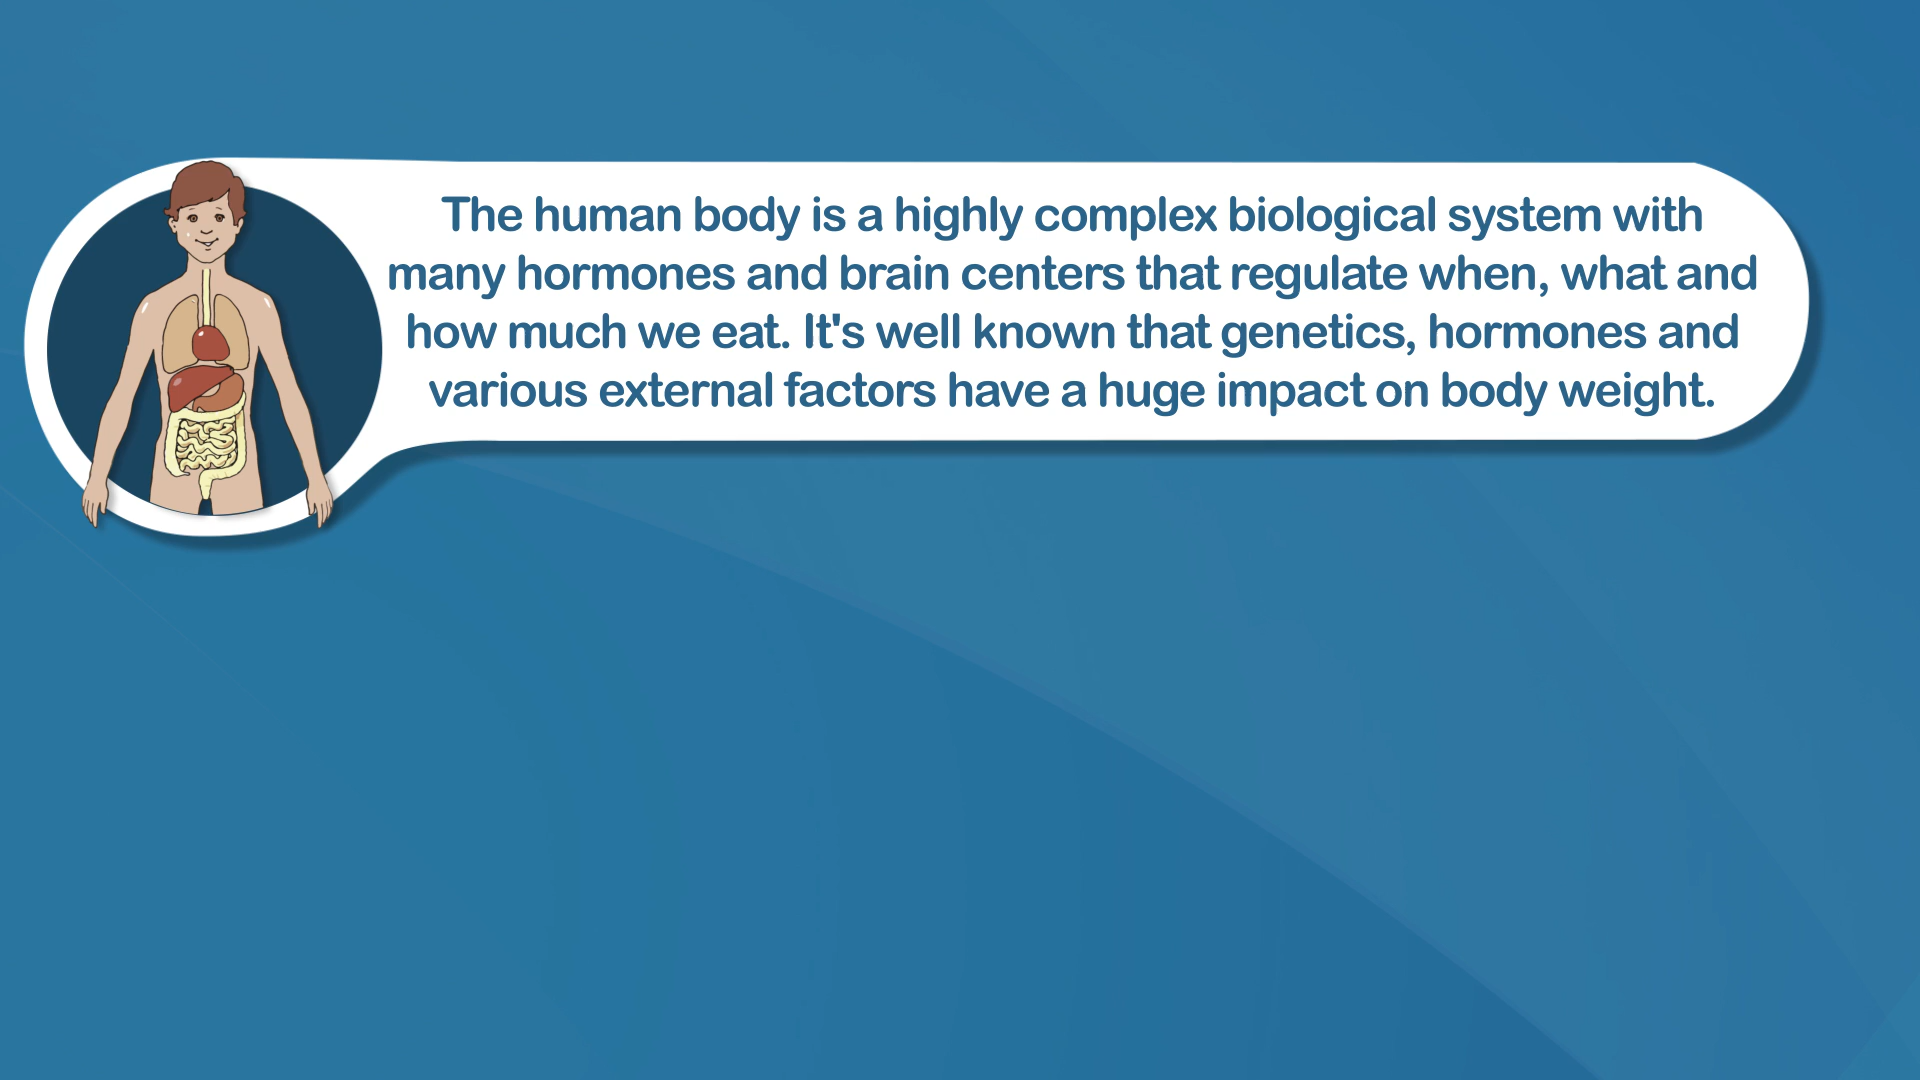 The human body is a highly complex biological system with
many hormones and brain centers that regulate when, what and
how much we eat. It's well known that genetics, hormones and
various external factors have a huge impact on body weight.